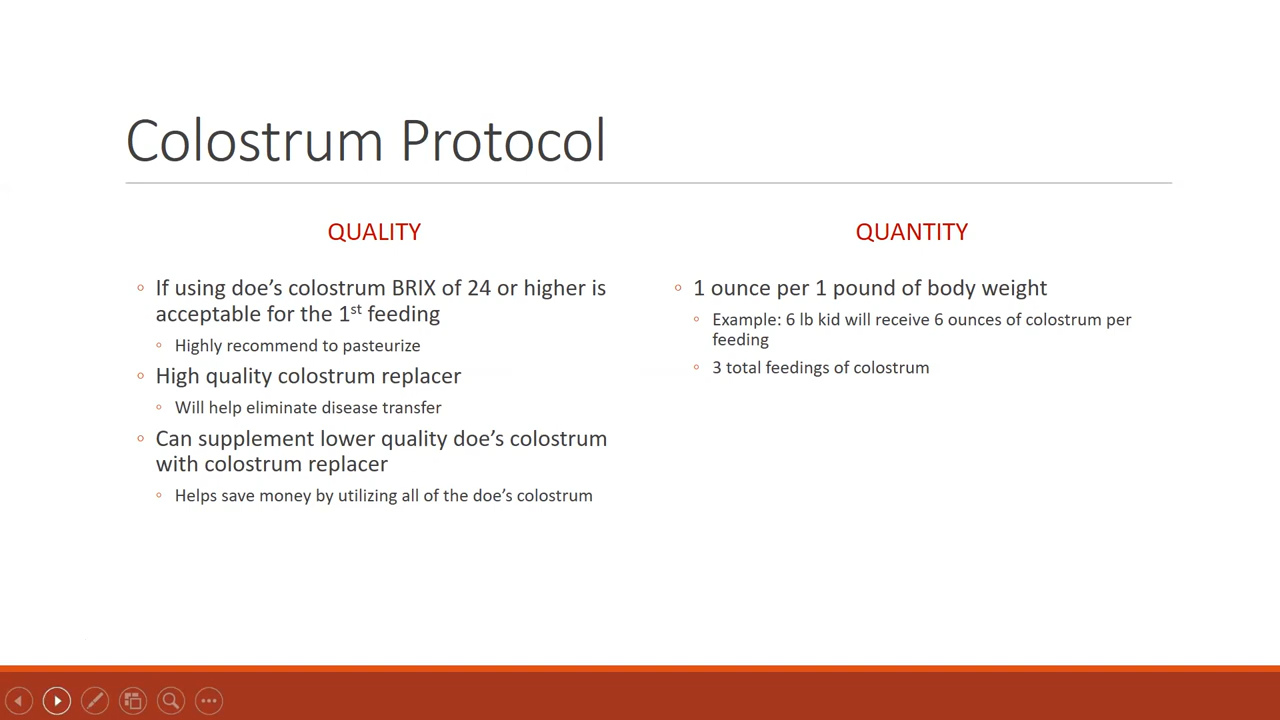 Colostrum Protocol
QUALITY
◦ If using doe’s colostrum BRIX of 24 or higher is
acceptable for the 1st feeding
◦ Highly recommend to pasteurize
◦ High quality colostrum replacer
◦ Will help eliminate disease transfer
◦ Can supplement lower quality doe’s colostrum
with colostrum replacer
◦ Helps save money by utilizing all of the doe’s colostrum
QUANTITY
◦ 1 ounce per 1 pound of body weight
◦ Example: 6 lb kid will receive 6 ounces of colostrum per
feeding
◦ 3 total feedings of colostrum